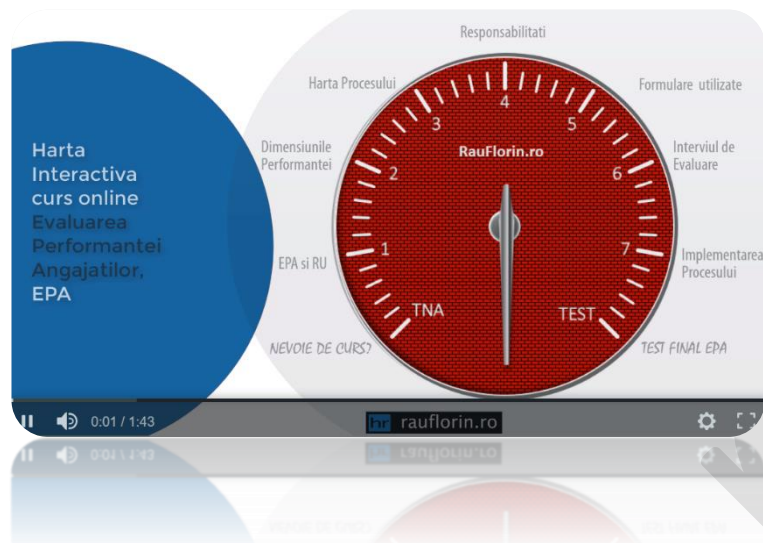 Harta
Interactiva
curs online
Evaluarea
Performantei
Angajatilor,
EPA
Responsabilitati
Harta Procesului
Formulare utilizate
Dimensiunile
Performantei
Interviul de
Evaluare
EPA si RU
Implementarea
Procesului
NEVOIE DE CURS?
TEST FINAL EPA
RauFlorin.ro
TNA
1
2
3
4
5
6
7
TEST
0:01 / 1:43
hr rauflorin.ro